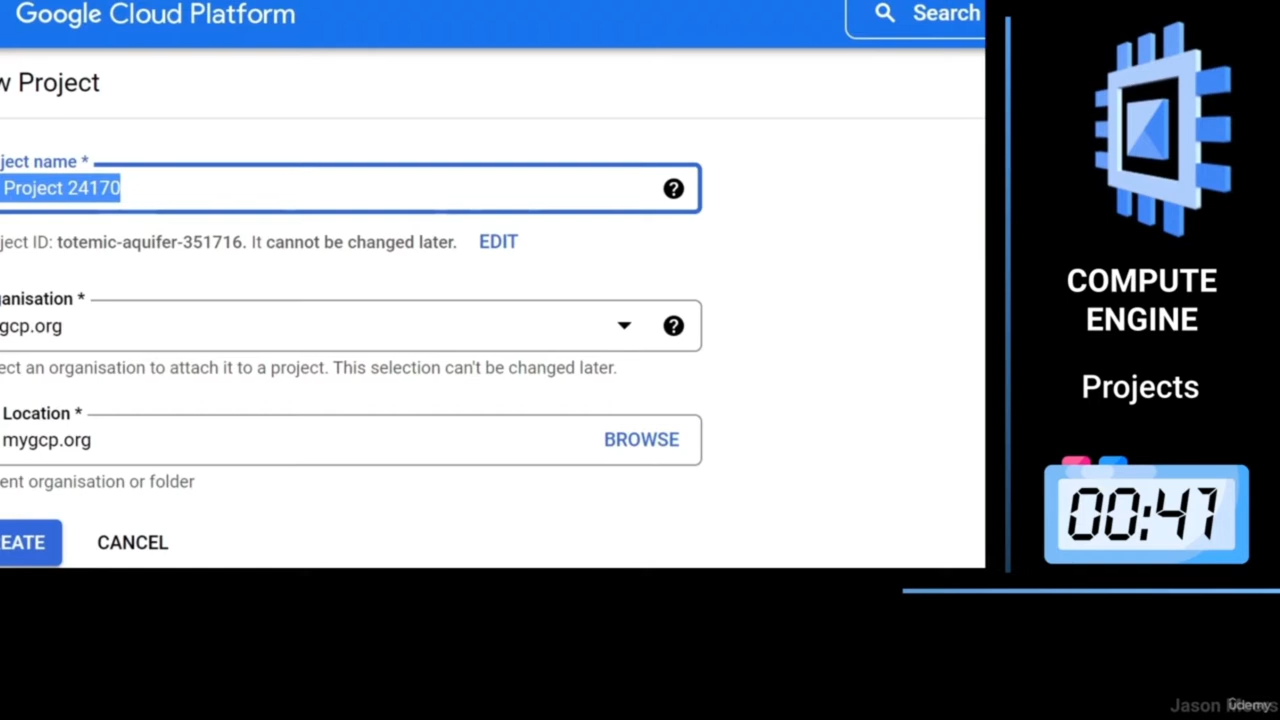 Google Cloud Platform
Search
w Project
ject name *
Project 24170
ject ID: totemic-aquifer-351716. It cannot be changed later.
EDIT
anisation *
gcp.org
ect an organisation to attach it to a project. This selection can't be changed later.
Location *
mygcp.org
BROWSE
ent organisation or folder
EATE
CANCEL
COMPUTE
ENGINE
Projects
00:47
Jason
Udemy